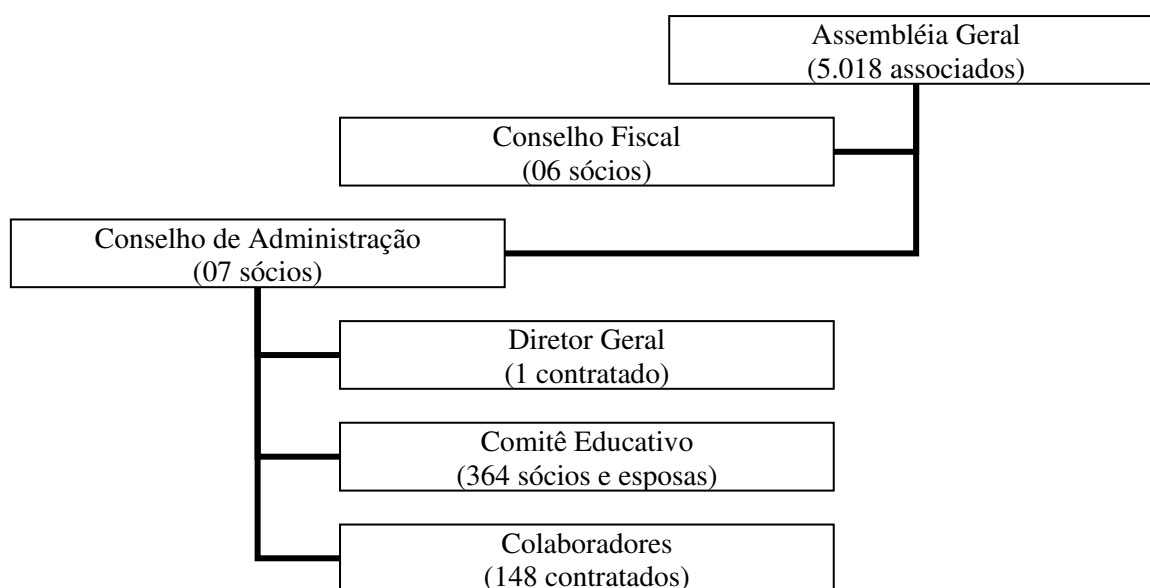 Assembléia Geral
(5.018 associados)
Conselho Fiscal
(06 sócios)
Conselho de Administração
(07 sócios)
Diretor Geral
(1 contratado)
Comitê Educativo
(364 sócios e esposas)
Colaboradores
(148 contratados)